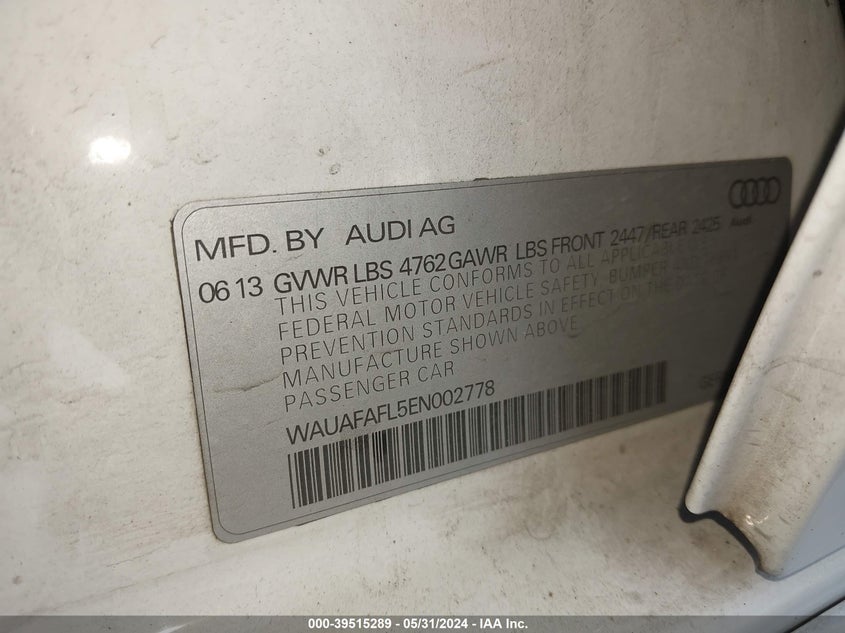 MFD. BY AUDI AG
Audi
06 13 GVWR LBS 4762 GAWR LBS FRONT 2447/REAR 2425
THIS VEHICLE CONFORMS TO ALL APPLICABLE
FEDERAL MOTOR VEHICLE SAFETY, BUMPER AND THEFT
PREVENTION STANDARDS IN EFFECT ON THE
MANUFACTURE SHOWN ABOVE
PASSENGER CAR
WAUAFAFL5EN002778
000-39515289 - 05/31/2024 - IAA Inc.